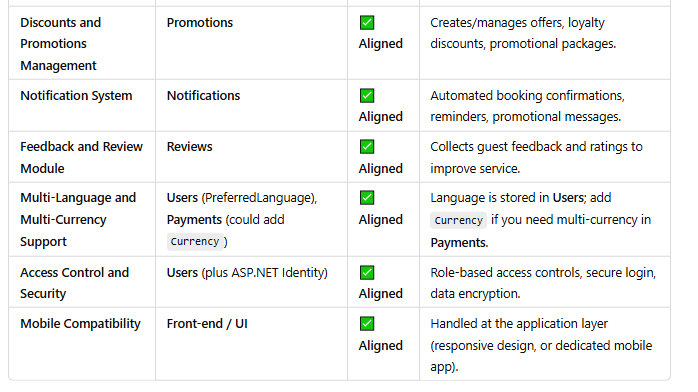 Discounts and Promotions Management
Promotions
✅ Aligned
Creates/manages offers, loyalty discounts, promotional packages.
Notification System
Notifications
✅ Aligned
Automated booking confirmations, reminders, promotional messages.
Feedback and Review Module
Reviews
✅ Aligned
Collects guest feedback and ratings to improve service.
Multi-Language and Multi-Currency Support
Users (PreferredLanguage), Payments (could add Currency )
✅ Aligned
Language is stored in Users; add Currency if you need multi-currency in Payments.
Access Control and Security
Users (plus ASP.NET Identity)
✅ Aligned
Role-based access controls, secure login, data encryption.
Mobile Compatibility
Front-end / UI
✅ Aligned
Handled at the application layer (responsive design, or dedicated mobile app).